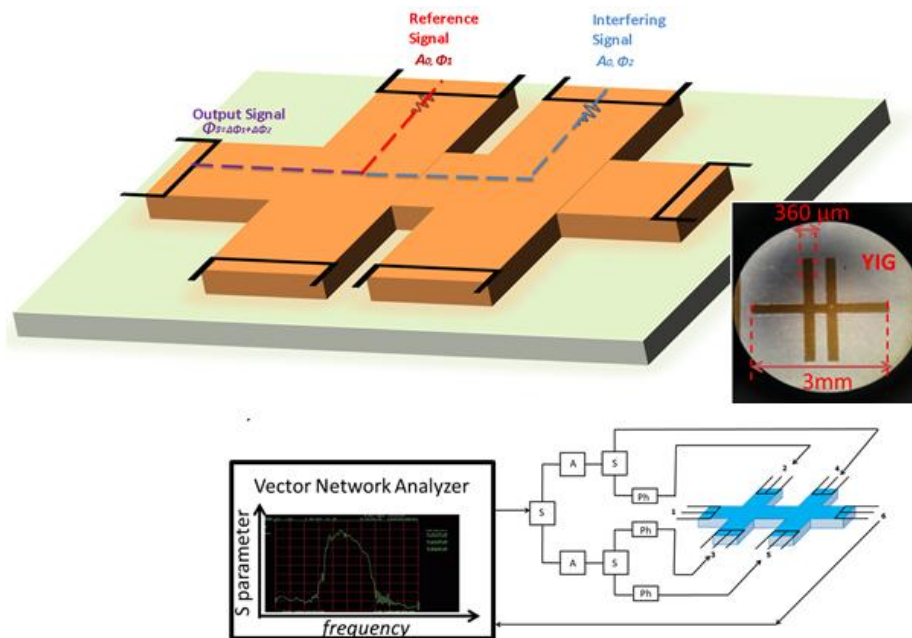 Reference
Signal
A₀, Φ₁
Interfering
Signal
A₀, Φ₂
Output Signal
Φs=ΔΦ₁+ΔΦ₂
360 µm
YIG
3mm
Vector Network Analyzer
S parameter
frequency
S
A
S
Ph
Ph
A
S
Ph
1
2
3
4
5
6